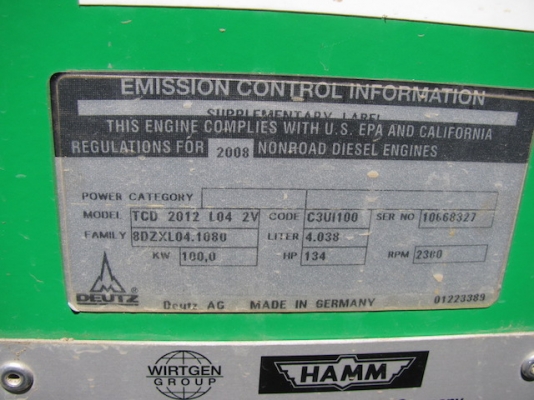 EMISSION CONTROL INFORMATION
SUPPLEMENTARY LABEL
THIS ENGINE COMPLIES WITH U.S. EPA AND CALIFORNIA
REGULATIONS FOR 2008 NONROAD DIESEL ENGINES
POWER CATEGORY
MODEL TCD 2012 L04 2V CODE C3UI100 SER NO 10668327
FAMILY 8DZXL04.1080 LITER 4.038
KW 100,0 HP 134 RPM 2300
DEUTZ Deutz AG MADE IN GERMANY 01223389
WIRTGEN GROUP
HAMM